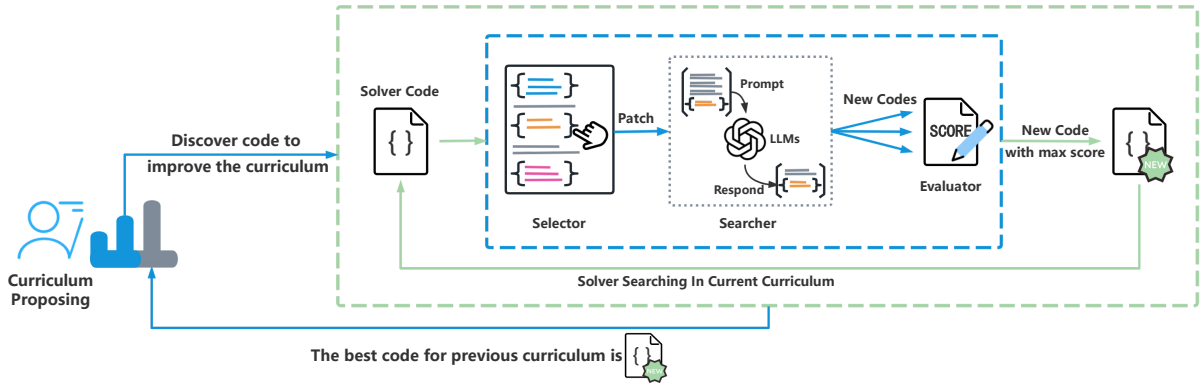 Curriculum
Proposing
Discover code to
improve the curriculum
Solver Code
{ }
Selector
Patch
Prompt
LLMs
Respond
Searcher
New Codes
SCORE
Evaluator
New Code
with max score
{ }
NEW
Solver Searching In Current Curriculum
The best code for previous curriculum is
{ }
NEW